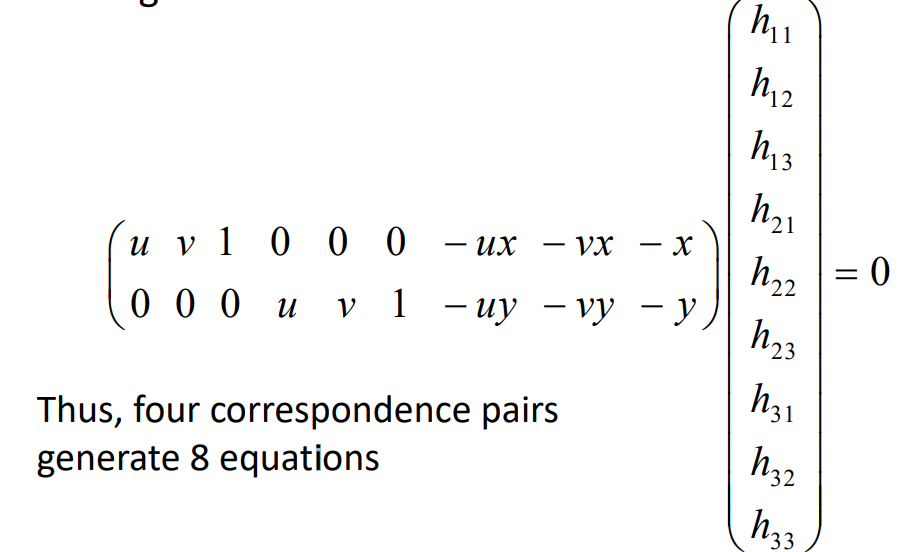 ( u v 1 0 0 0 − ux − vx − x
0 0 0 u v 1 − uy − vy − y )
( h₁₁
h₁₂
h₁₃
h₂₁
h₂₂
h₂₃
h₃₁
h₃₂
h₃₃ ) = 0
Thus, four correspondence pairs
generate 8 equations